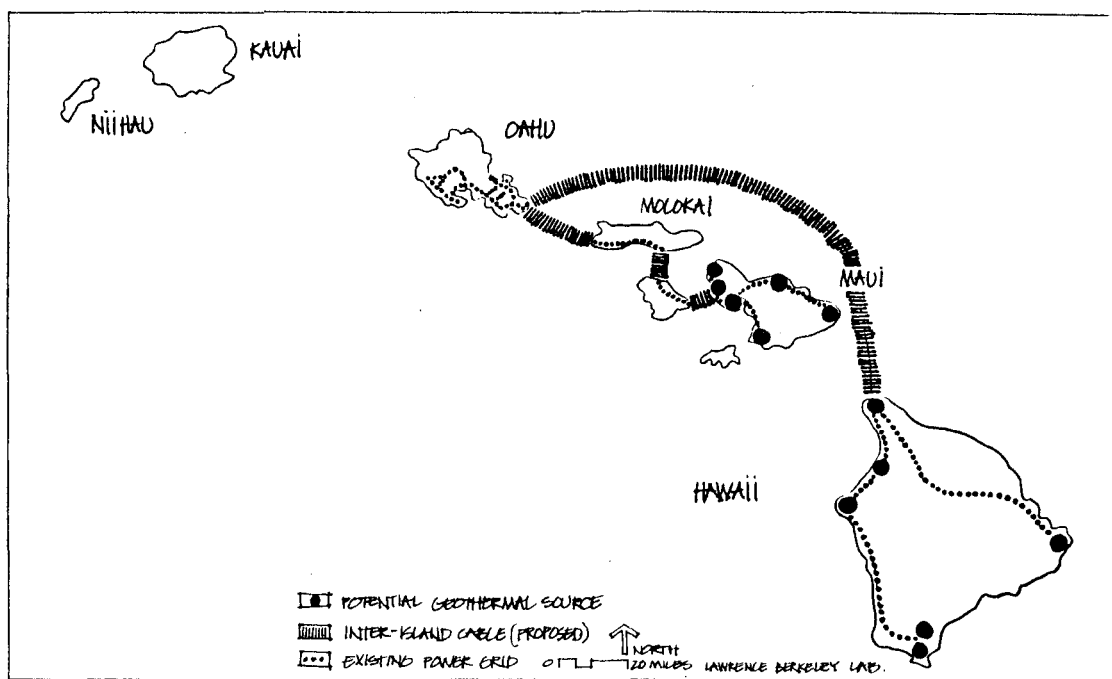 KAUAI
NIIHAU
OAHU
MOLOKAI
MAUI
HAWAII
POTENTIAL GEOTHERMAL SOURCE
INTER-ISLAND CABLE (PROPOSED)
EXISTING POWER GRID
NORTH
0 20 MILES LAWRENCE BERKELEY LAB.